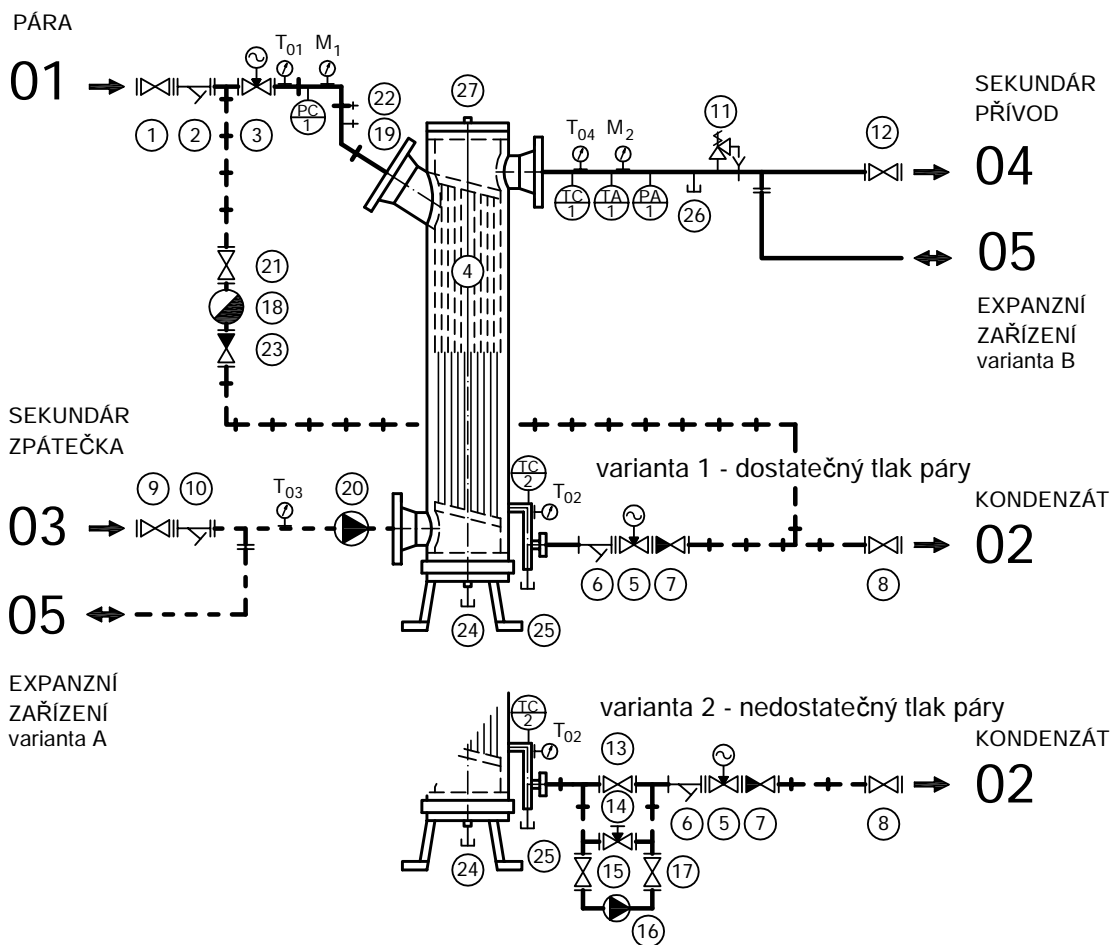 PÁRA
01
1
2
3
T01
M1
PC
1
22
19
27
T04
M2
TC
1
TA
1
PA
1
26
11
12
SEKUNDÁR
PŘÍVOD
04
05
EXPANZNÍ
ZAŘÍZENÍ
varianta B
21
18
23
4
SEKUNDÁR
ZPÁTEČKA
03
9
10
T03
20
05
EXPANZNÍ
ZAŘÍZENÍ
varianta A
TC
2
T02
varianta 1 - dostatečný tlak páry
6
5
7
8
KONDENZÁT
02
24
25
TC
2
T02
varianta 2 - nedostatečný tlak páry
13
14
15
16
17
6
5
7
8
KONDENZÁT
02
24
25